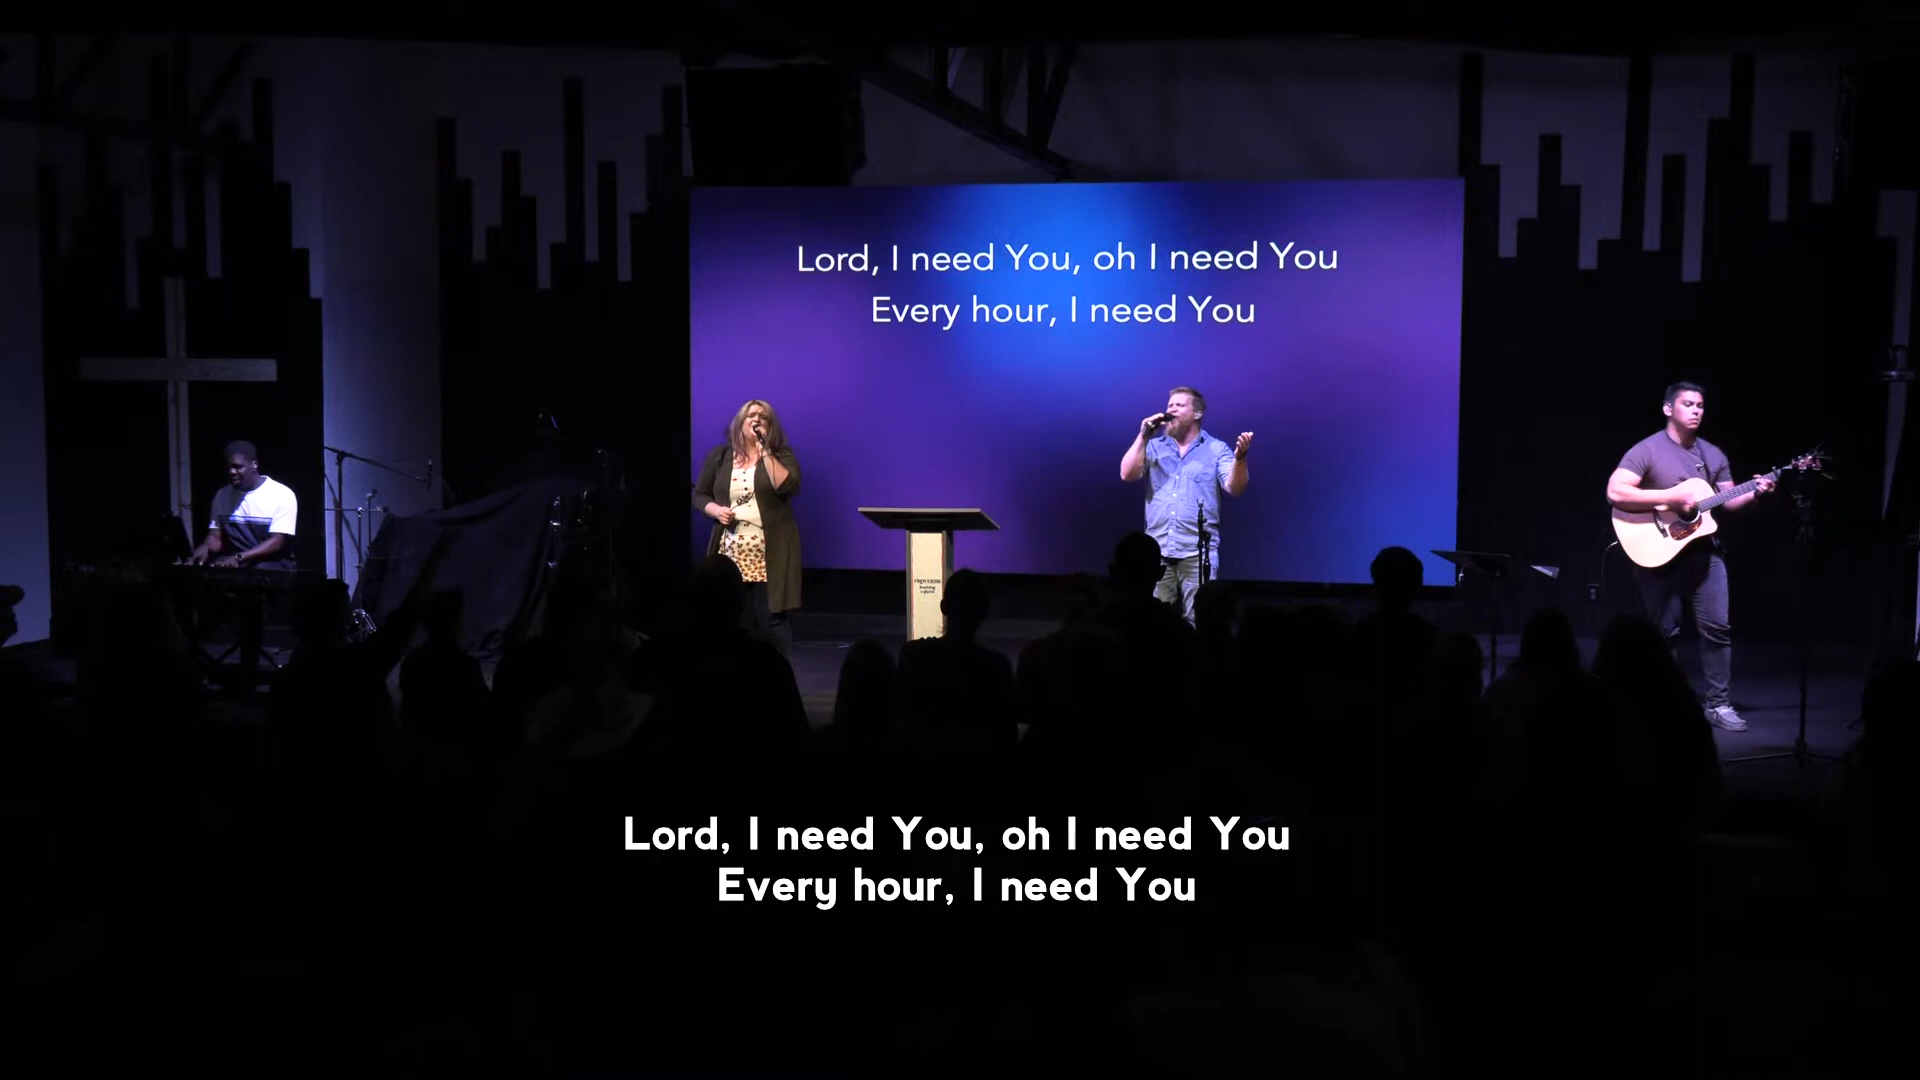 Lord, I need You, oh I need You
Every hour, I need You
PROVERBS
Lord, I need You, oh I need You
Every hour, I need You